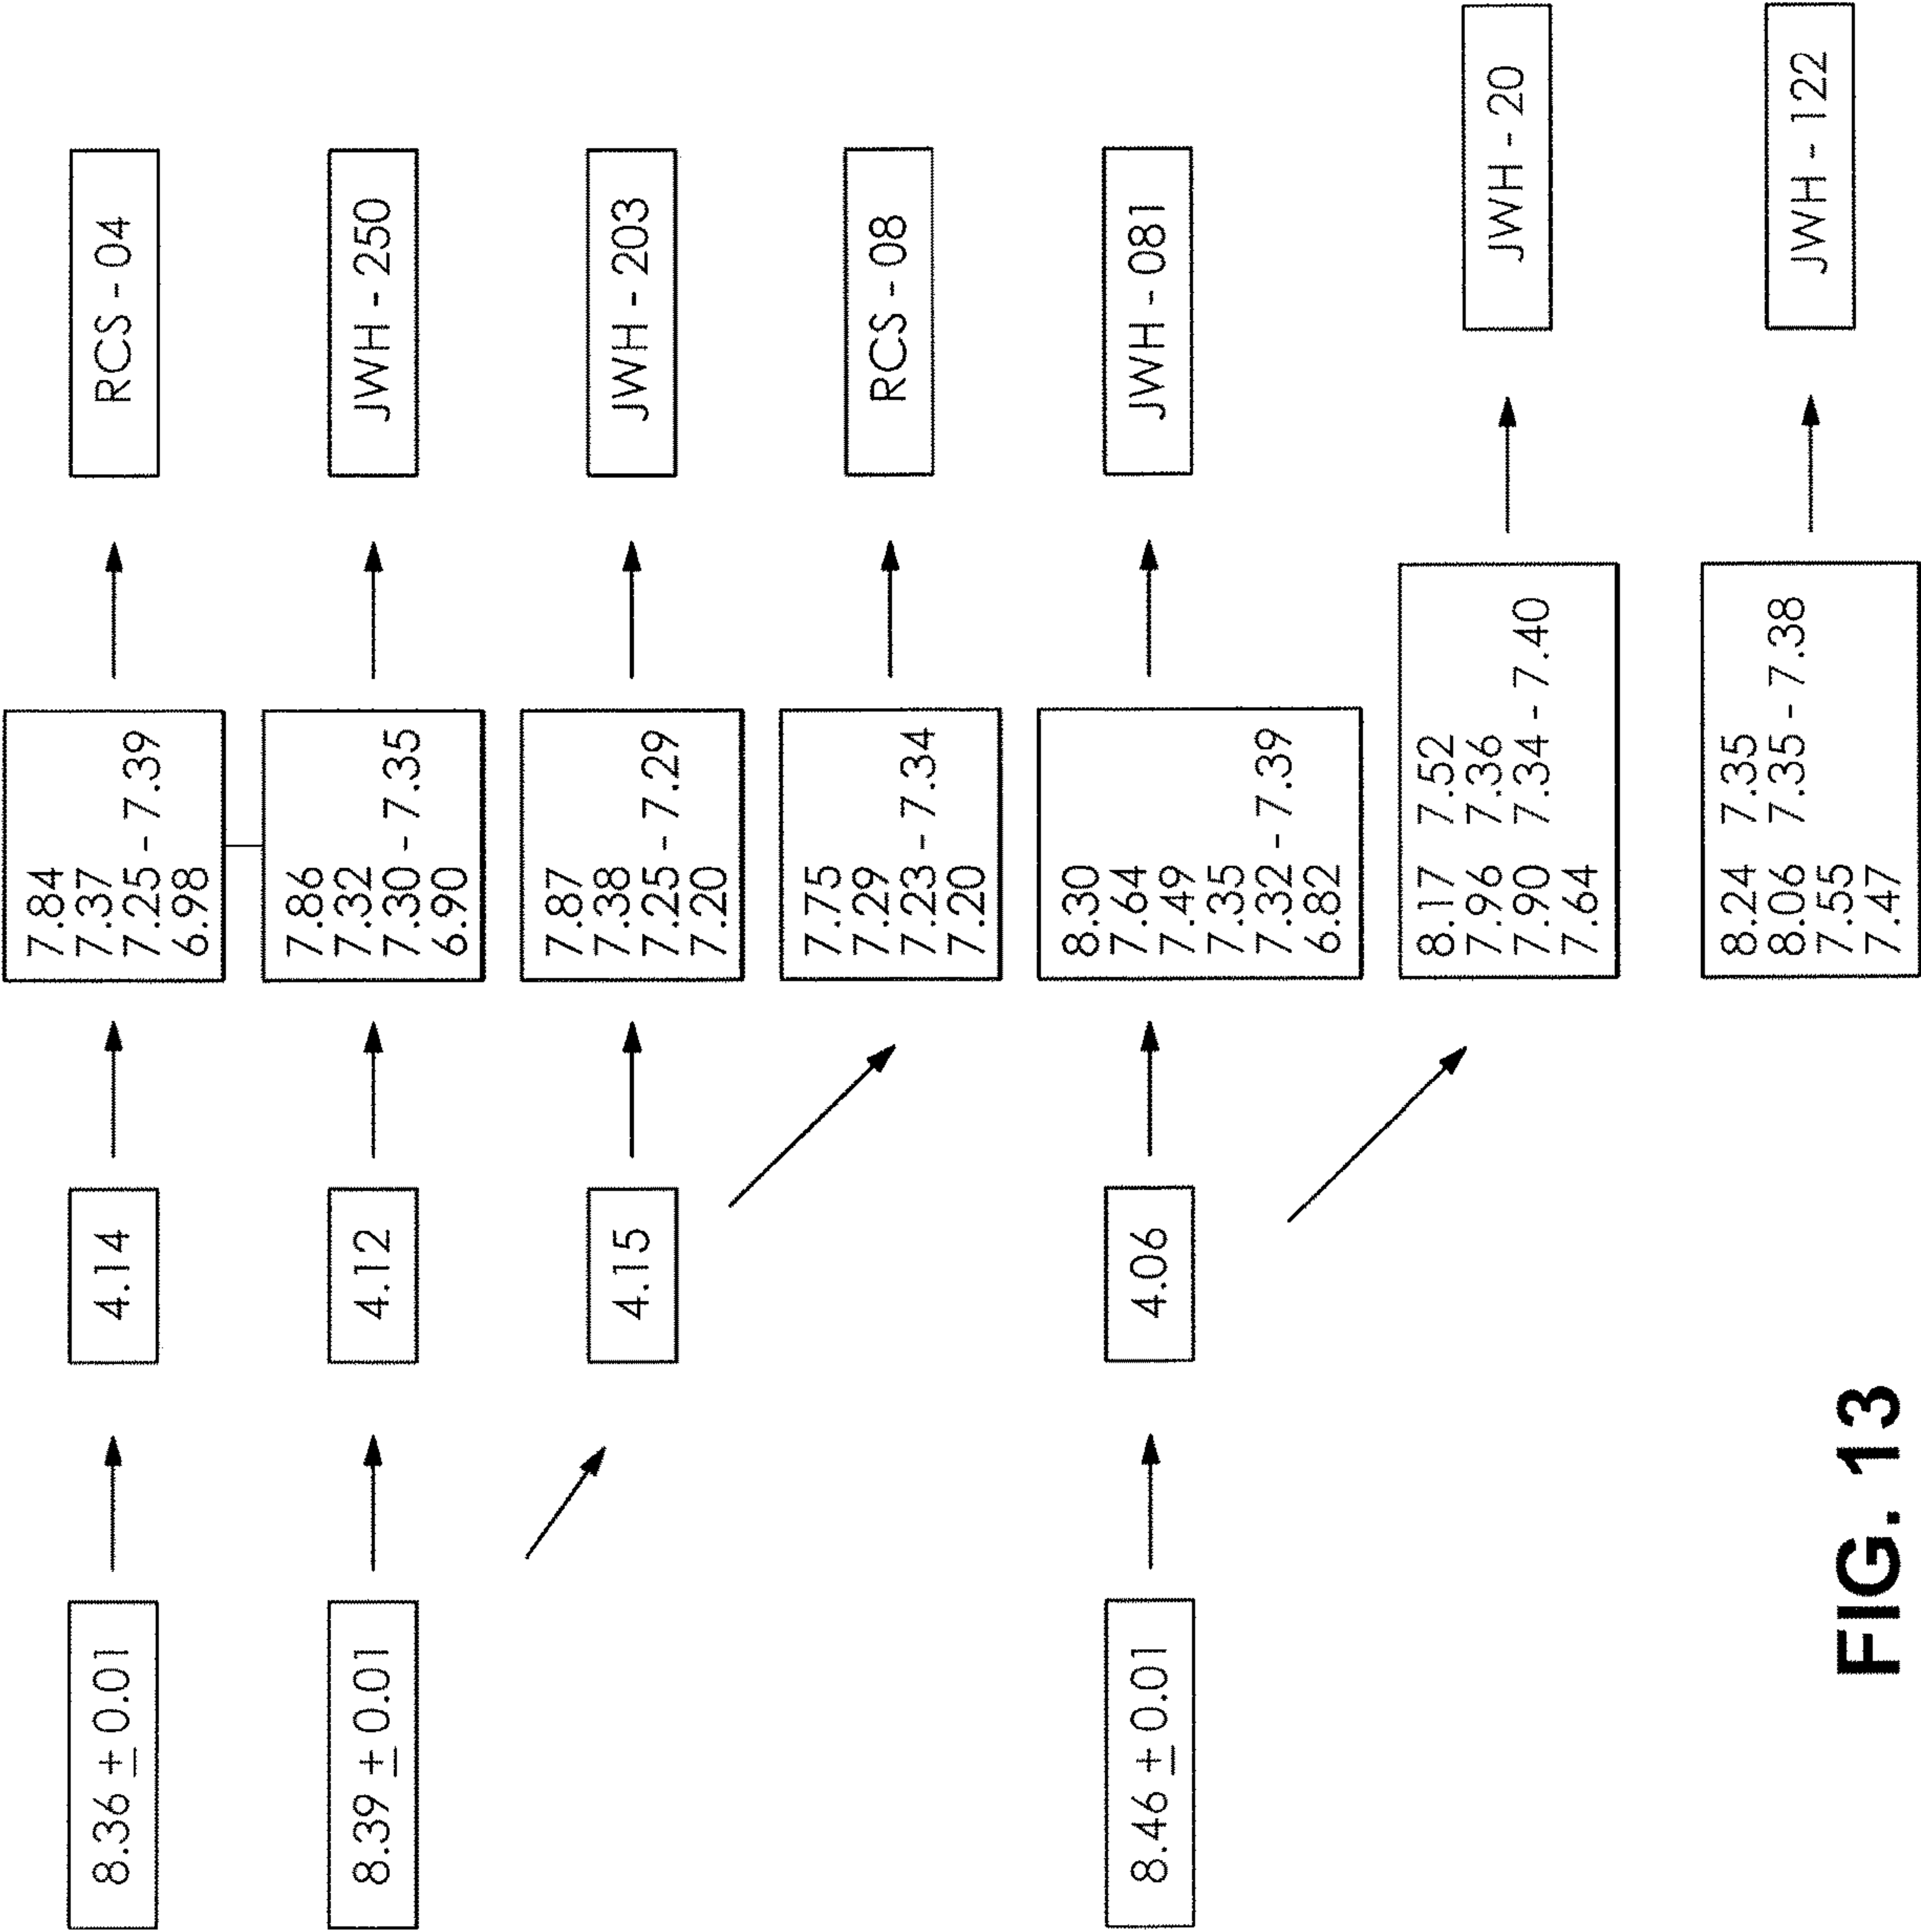 8.36 ± 0.01
4.14
7.84
7.37
7.25 - 7.39
6.98
RCS - 04
8.39 ± 0.01
4.12
7.86
7.32
7.30 - 7.35
6.90
JWH - 250
4.15
7.87
7.38
7.25 - 7.29
7.20
JWH - 203
7.75
7.29
7.23 - 7.34
7.20
RCS - 08
8.46 ± 0.01
4.06
8.30
7.64
7.49
7.35
7.32 - 7.39
6.82
JWH - 081
8.17 7.52
7.96 7.36
7.90 7.34 - 7.40
7.64
JWH - 20
8.24 7.35
8.06 7.35 - 7.38
7.55
7.47
JWH - 122
FIG. 13